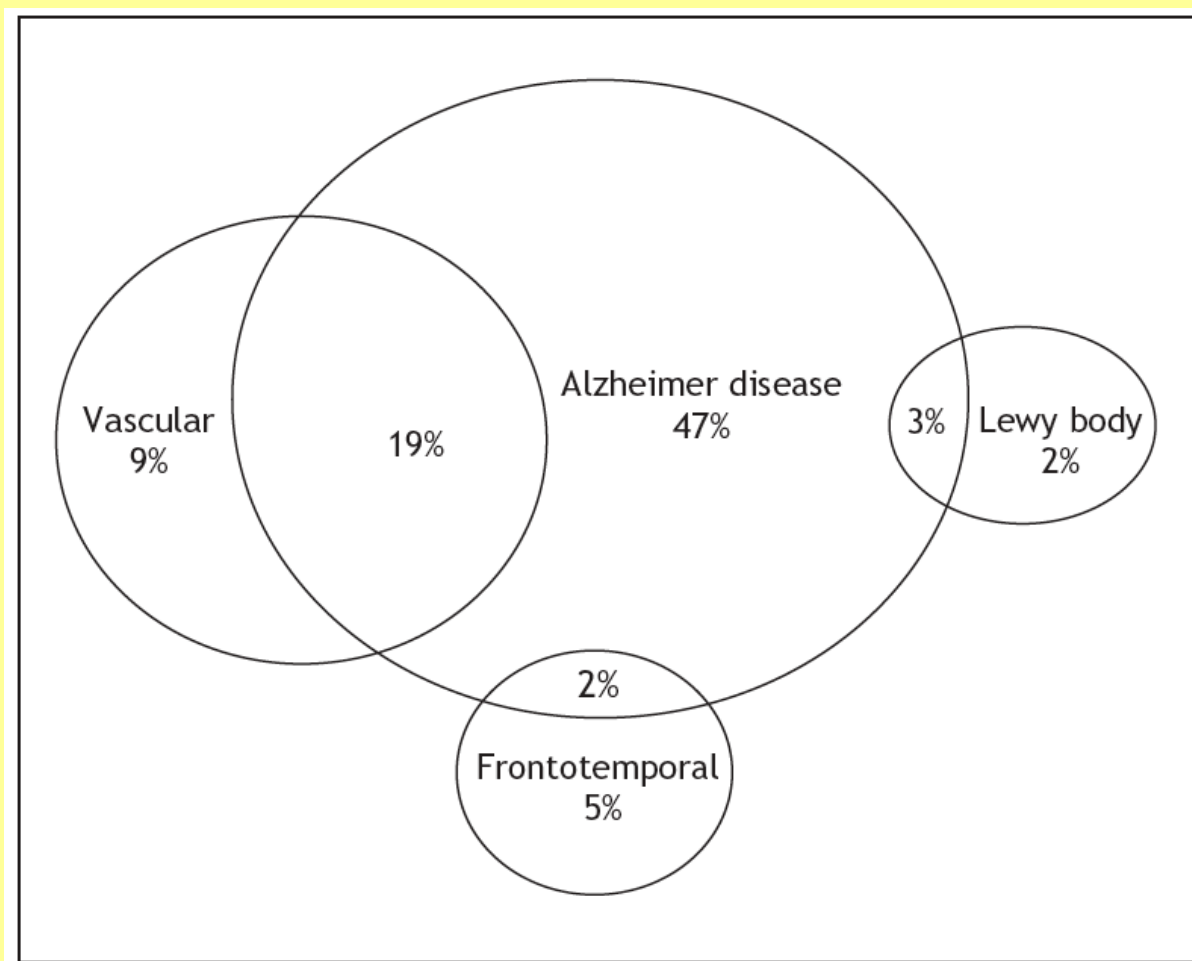 Alzheimer disease
47%
Vascular
9%
19%
3%
Lewy body
2%
2%
Frontotemporal
5%